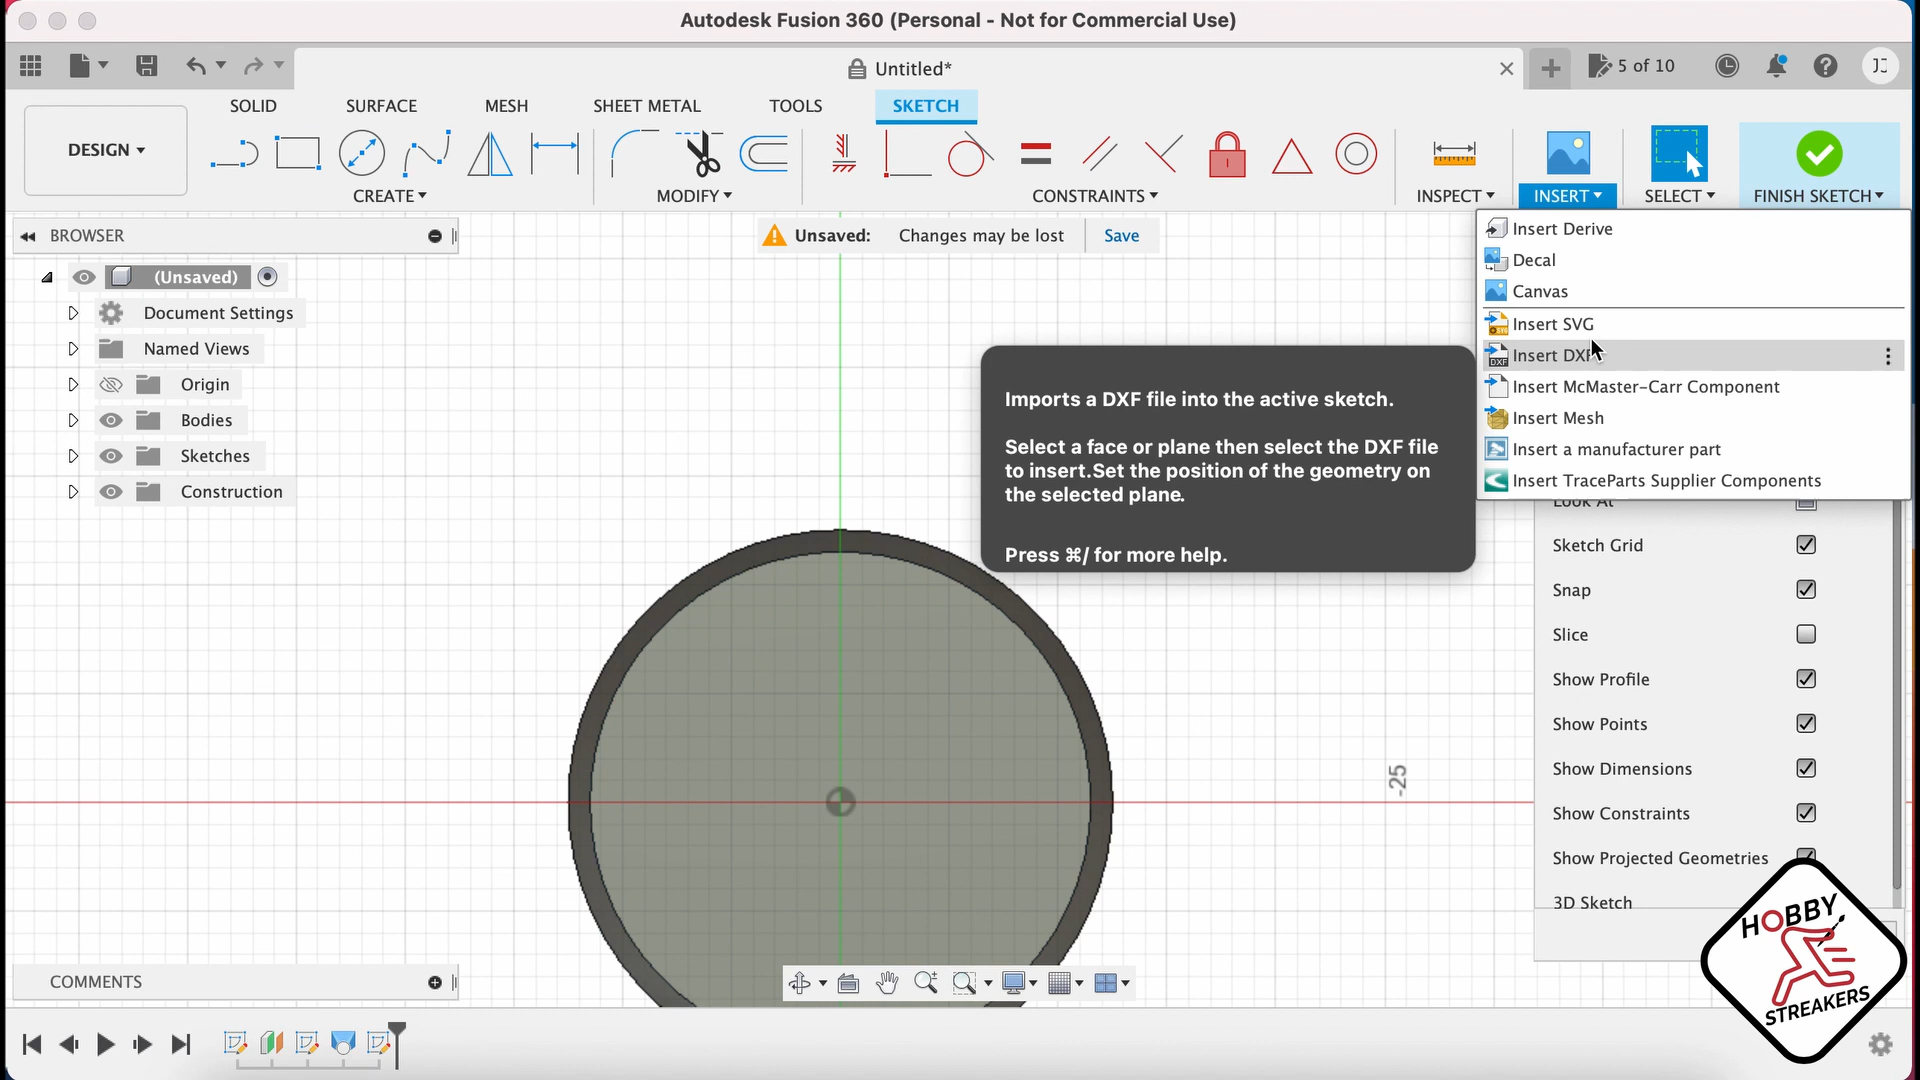 Autodesk Fusion 360 (Personal - Not for Commercial Use)
Untitled*
5 of 10
JC
SOLID
SURFACE
MESH
SHEET METAL
TOOLS
SKETCH
DESIGN
CREATE
MODIFY
CONSTRAINTS
INSPECT
INSERT
SELECT
FINISH SKETCH
BROWSER
Unsaved: Changes may be lost
Save
(Unsaved)
Document Settings
Named Views
Origin
Bodies
Sketches
Construction
Insert Derive
Decal
Canvas
Insert SVG
Insert DXF
Insert McMaster-Carr Component
Insert Mesh
Insert a manufacturer part
Insert TraceParts Supplier Components
Imports a DXF file into the active sketch.
Select a face or plane then select the DXF file
to insert.Set the position of the geometry on
the selected plane.
Press ⌘/ for more help.
Look At
Sketch Grid
Snap
Slice
Show Profile
Show Points
Show Dimensions
Show Constraints
Show Projected Geometries
3D Sketch
-25
COMMENTS
HOBBY
STREAKERS